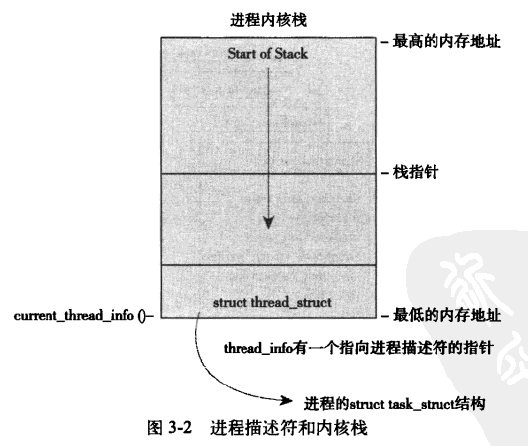 进程内核栈
Start of Stack
– 最高的内存地址
– 栈指针
struct thread_struct
current_thread_info ()–
– 最低的内存地址
thread_info有一个指向进程描述符的指针
进程的struct task_struct结构
图 3-2 进程描述符和内核栈